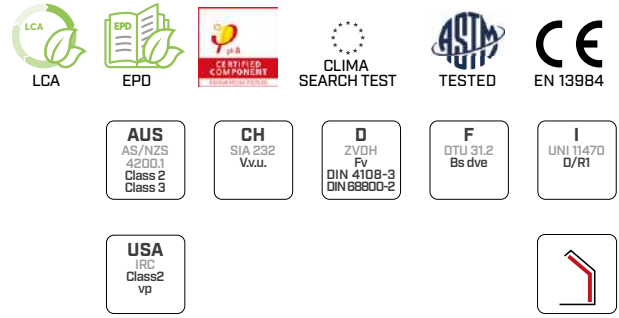 LCA
EPD
phA
CERTIFIED
COMPONENT
ASTM
CE
LCA
EPD
CLIMA
SEARCH TEST
TESTED
EN 13984
AUS
AS/NZS
4200.1
Class 2
Class 3
CH
SIA 232
V.v.u.
D
ZVDH
Fv
DIN 4108-3
DIN 68800-2
F
DTU 31.2
Bs dve
I
UNI 11470
D/R1
USA
IRC
Class2
vp